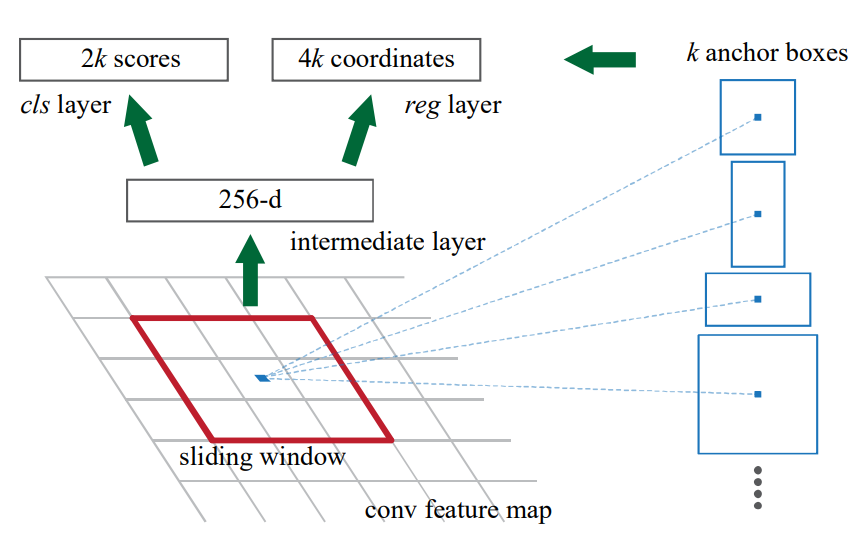 2k scores
4k coordinates
k anchor boxes
cls layer
reg layer
256-d
intermediate layer
sliding window
conv feature map